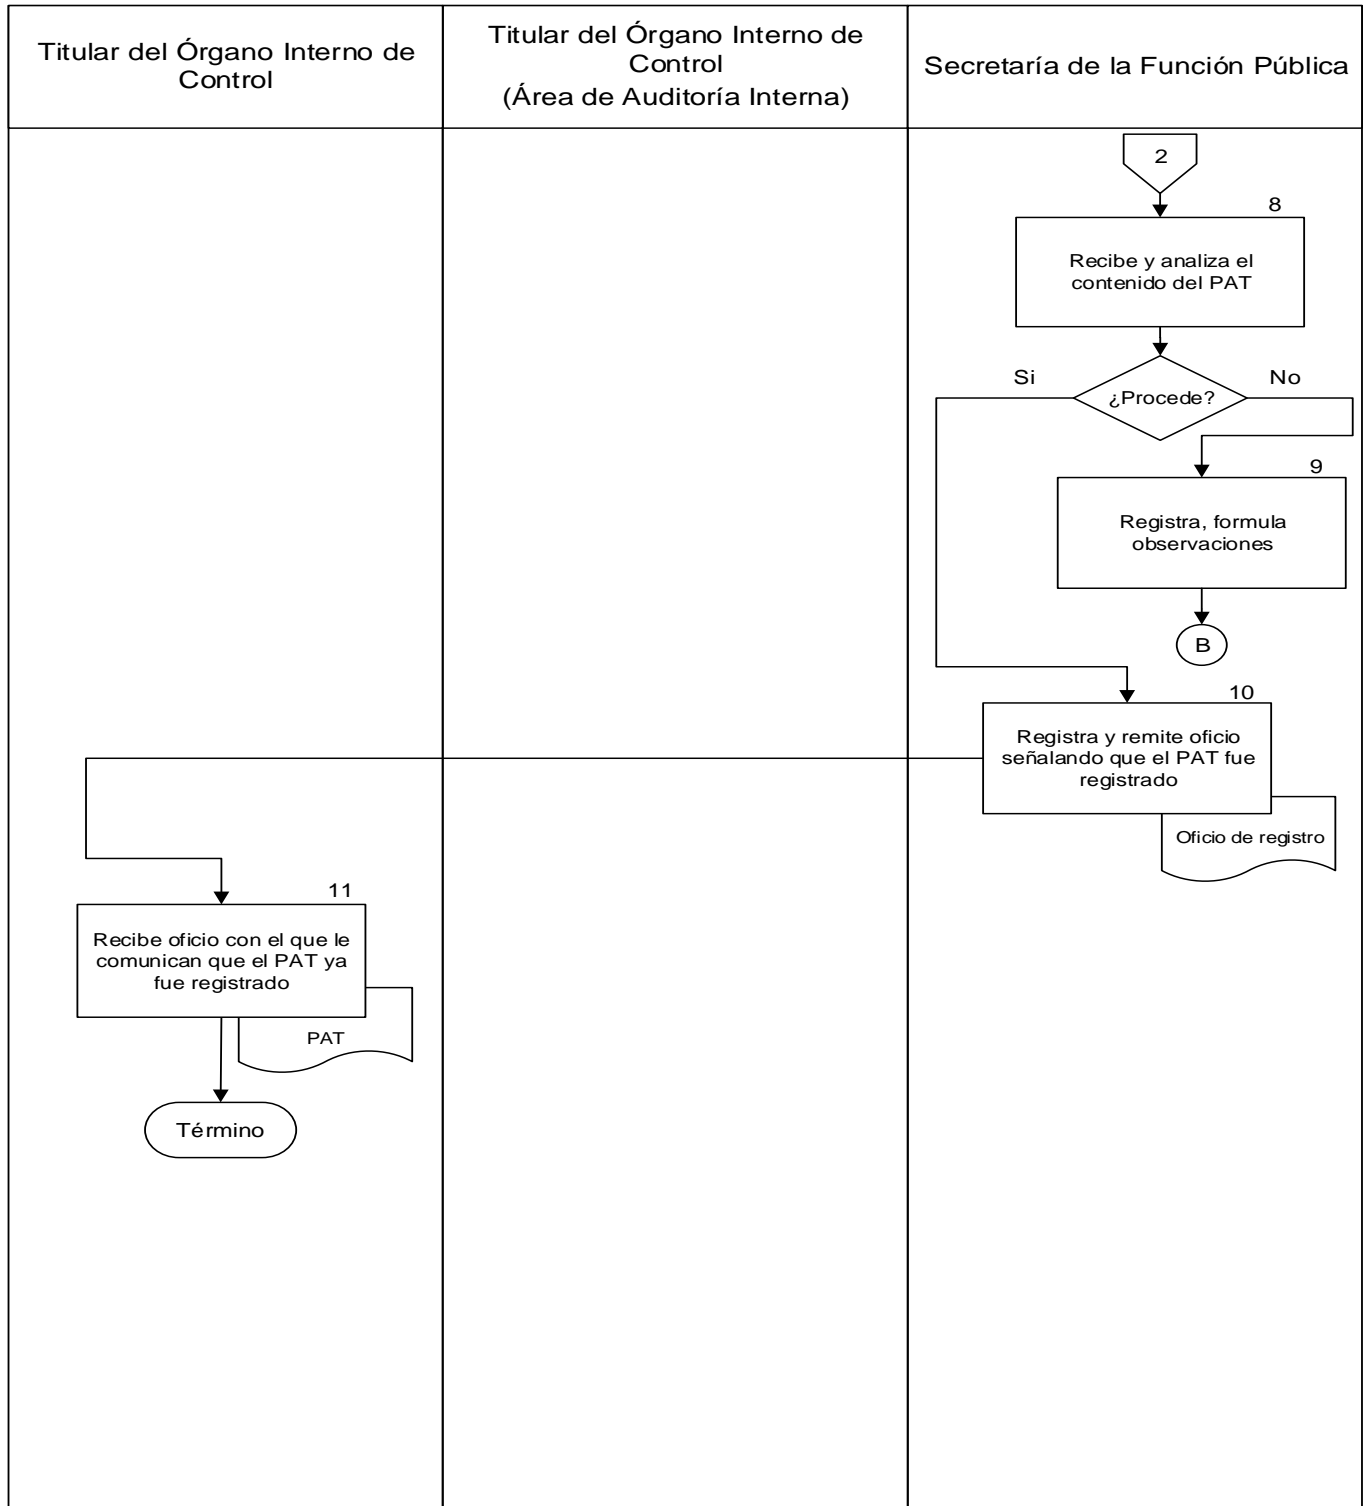 Titular del Órgano Interno de
Control
Titular del Órgano Interno de
Control
(Área de Auditoría Interna)
Secretaría de la Función Pública
2
8
Recibe y analiza el
contenido del PAT
Si
¿Procede?
No
9
Registra, formula
observaciones
B
10
Registra y remite oficio
señalando que el PAT fue
registrado
Oficio de registro
11
Recibe oficio con el que le
comunican que el PAT ya
fue registrado
PAT
Término